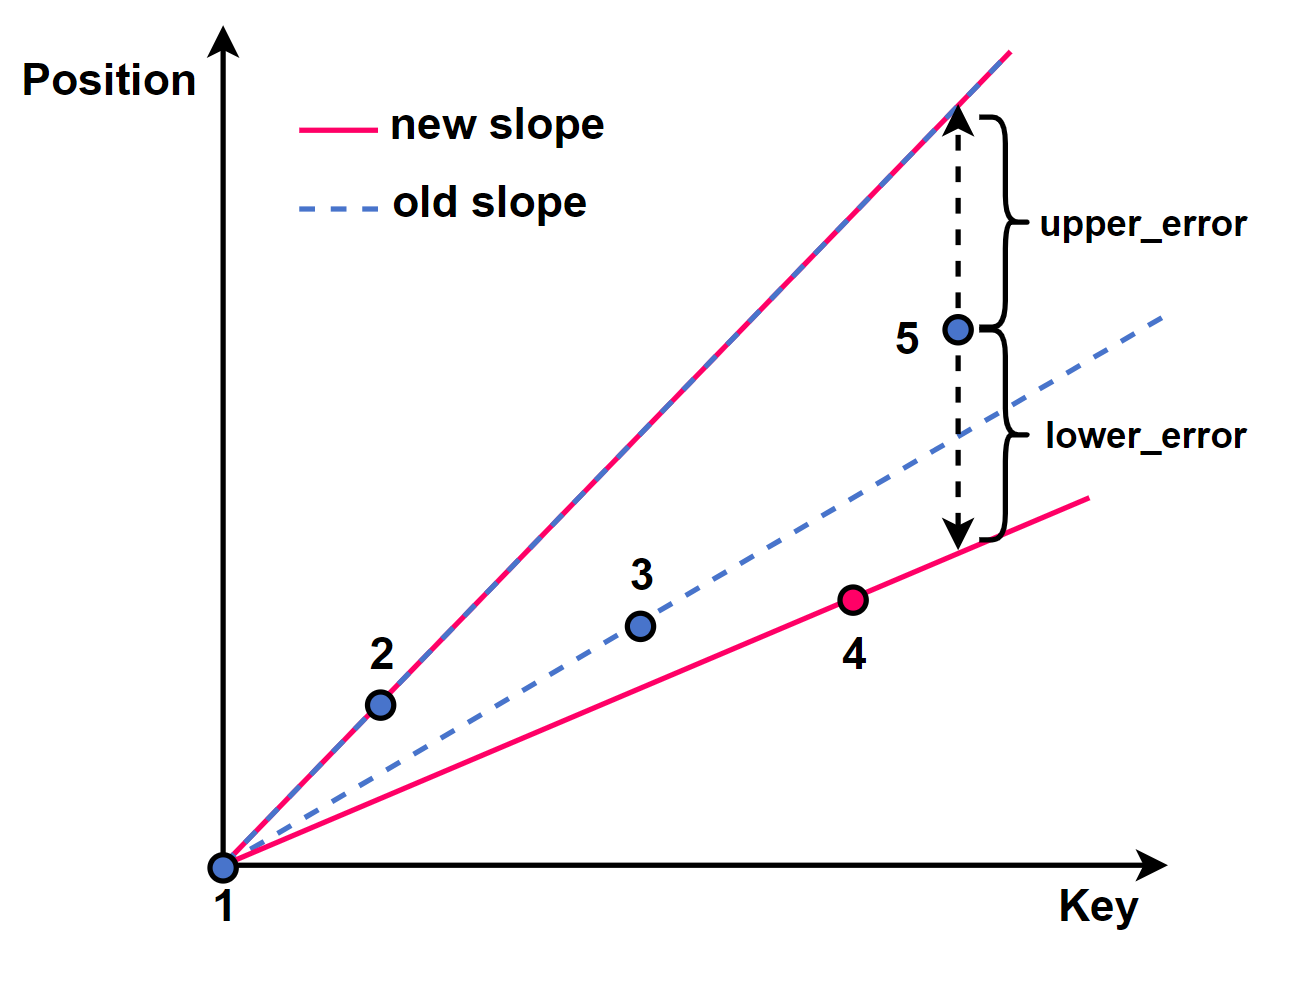 Position
new slope
old slope
upper_error
5
lower_error
3
2
4
1
Key